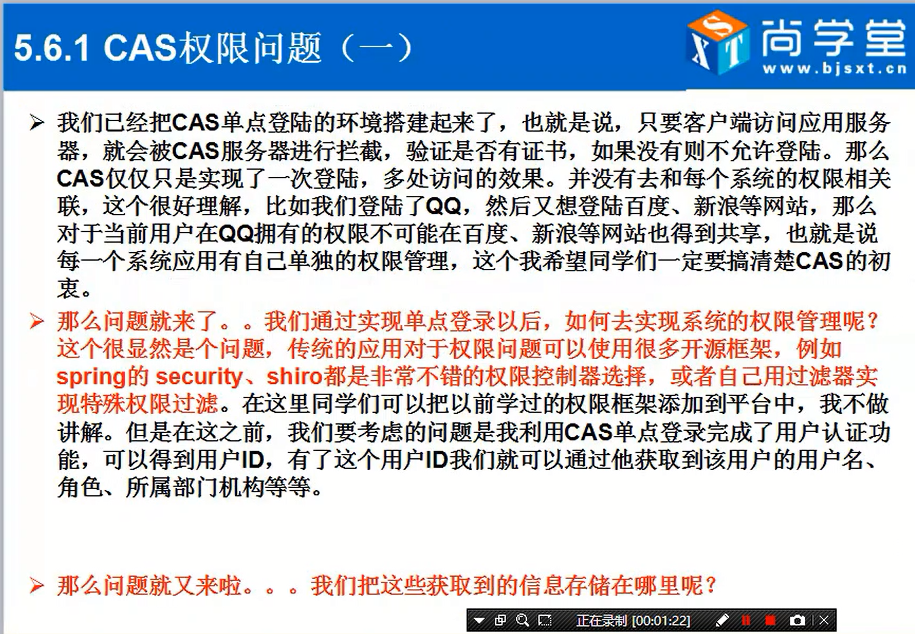 5.6.1 CAS权限问题（一）
XST
尚学堂
www.bjsxt.cn
我们已经把CAS单点登陆的环境搭建起来了，也就是说，只要客户端访问应用服务
器，就会被CAS服务器进行拦截，验证是否有证书，如果没有则不允许登陆。那么
CAS仅仅只是实现了一次登陆，多处访问的效果。并没有去和每个系统的权限相关
联，这个很好理解，比如我们登陆了QQ，然后又想登陆百度、新浪等网站，那么
对于当前用户在QQ拥有的权限不可能在百度、新浪等网站也得到共享，也就是说
每一个系统应用有自己单独的权限管理，这个我希望同学们一定要搞清楚CAS的初
衷。
那么问题就来了。。我们通过实现单点登录以后，如何去实现系统的权限管理呢？
这个很显然是个问题，传统的应用对于权限问题可以使用很多开源框架，例如
spring的 security、shiro都是非常不错的权限控制器选择，或者自己用过滤器实
现特殊权限过滤。在这里同学们可以把以前学过的权限框架添加到平台中，我不做
讲解。但是在这之前，我们要考虑的问题是我利用CAS单点登录完成了用户认证功
能，可以得到用户ID，有了这个用户ID我们就可以通过他获取到该用户的用户名、
角色、所属部门机构等等。
那么问题就又来啦。。。我们把这些获取到的信息存储在哪里呢？
正在录制 [00:01:22]